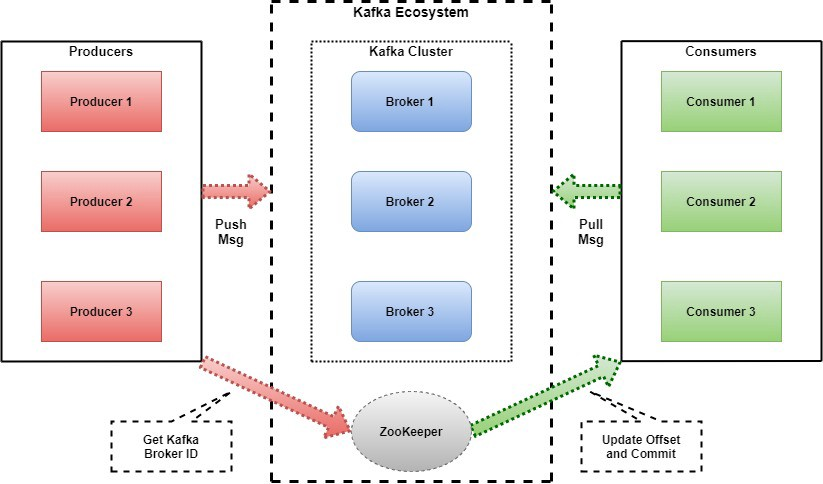 Kafka Ecosystem
Producers
Producer 1
Producer 2
Producer 3
Push
Msg
Kafka Cluster
Broker 1
Broker 2
Broker 3
Pull
Msg
Consumers
Consumer 1
Consumer 2
Consumer 3
Get Kafka
Broker ID
ZooKeeper
Update Offset
and Commit